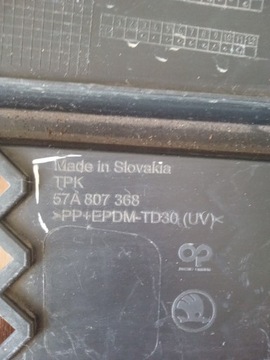 Made in Slovakia
TPK
57A 807 368
>PP+EPDM-TD30 (UV)<